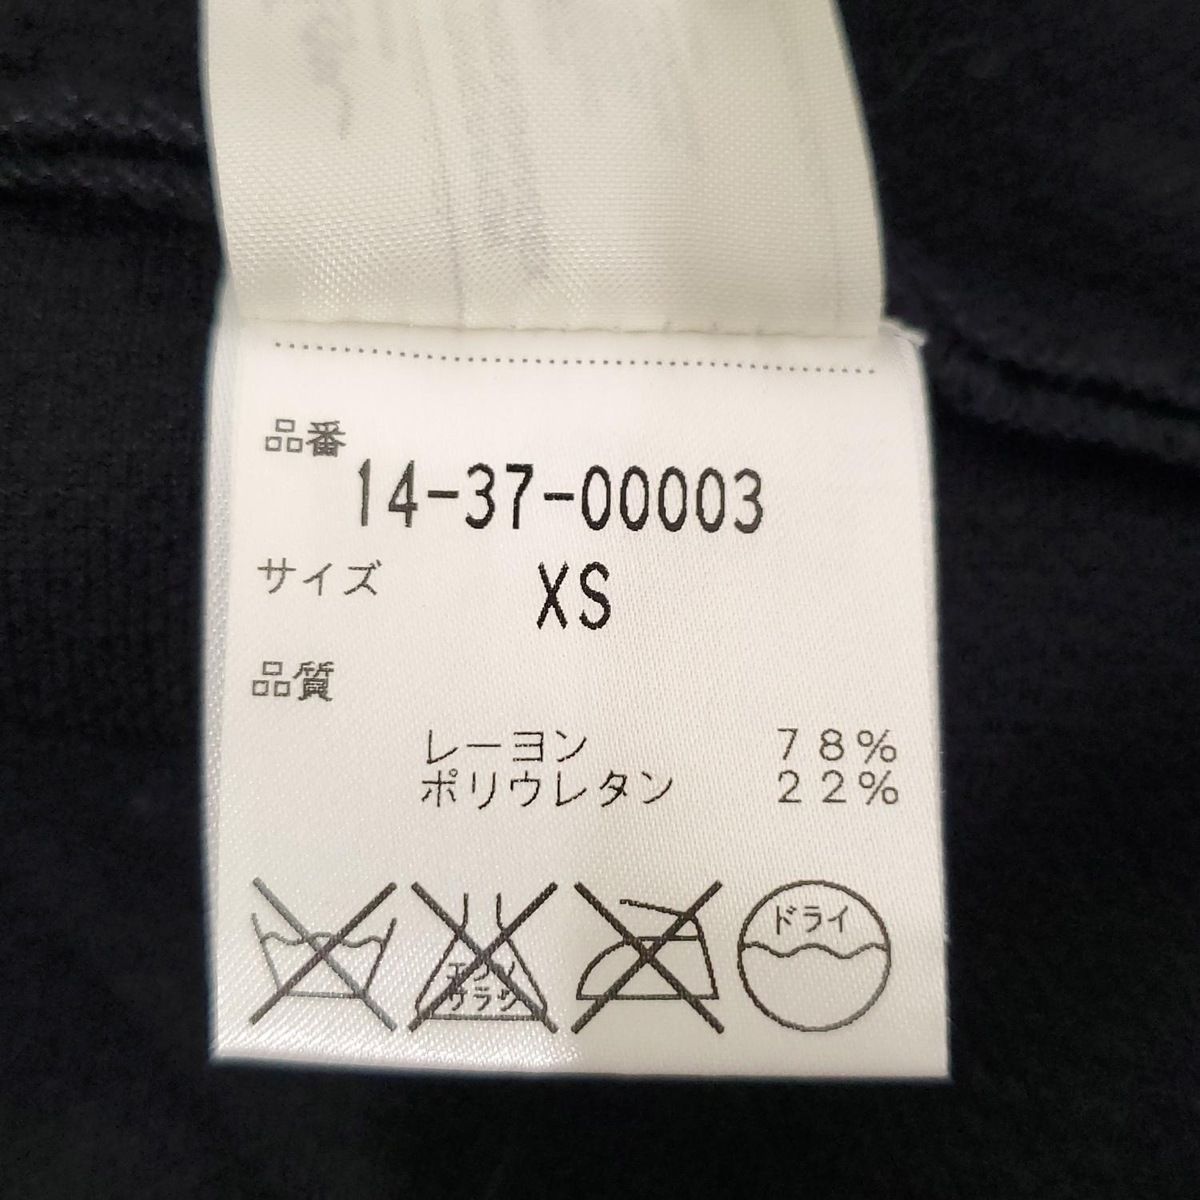 品番
14-37-00003
サイズ XS
品質
レーヨン 78%
ポリウレタン 22%
エンソ
サラシ
ドライ